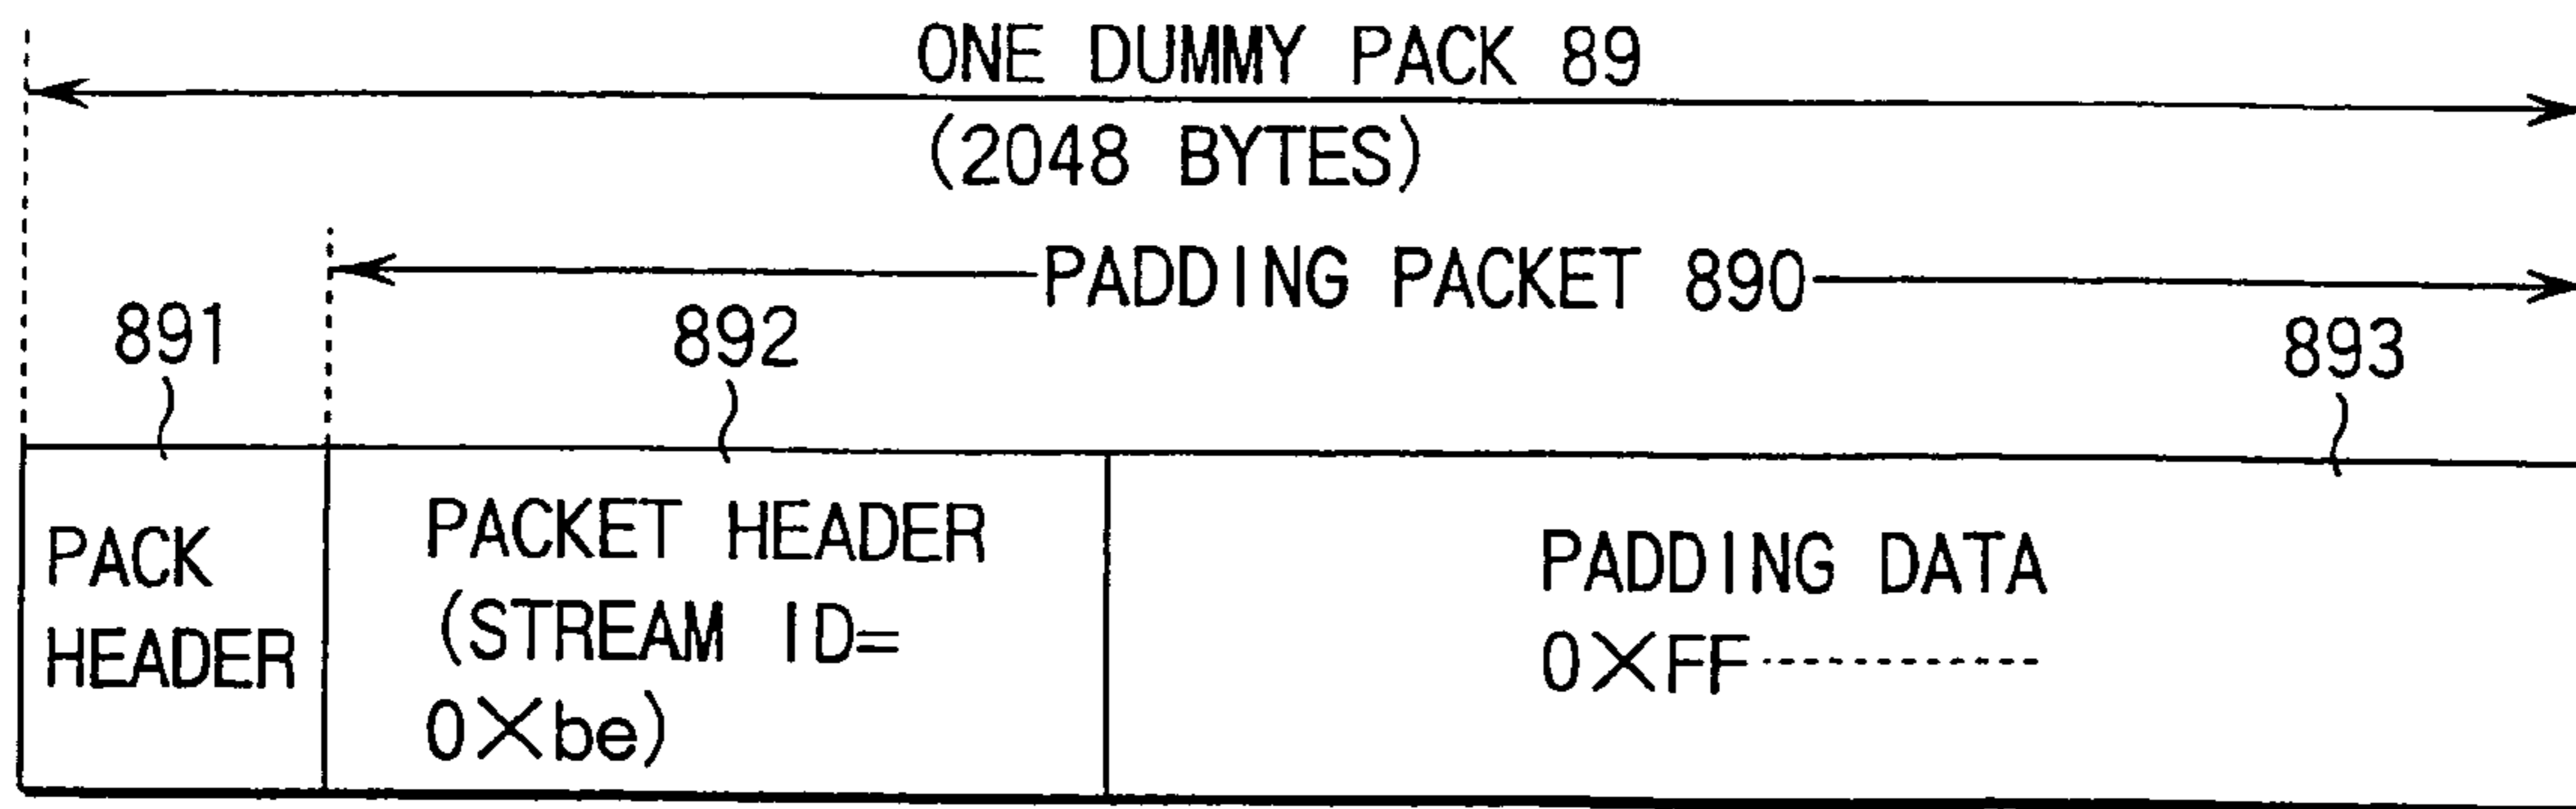 ONE DUMMY PACK 89
(2048 BYTES)
PADDING PACKET 890
891
892
893
PACK
HEADER
PACKET HEADER
(STREAM ID=
0×be)
PADDING DATA
0×FF-----------